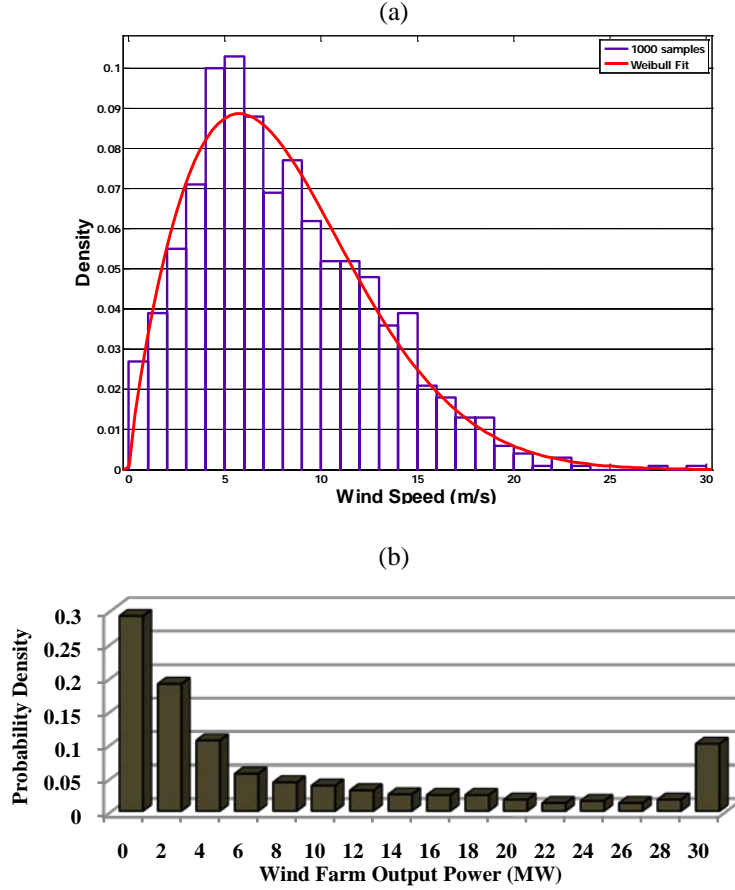 (a)
1000 samples
Weibull Fit
0.1
0.09
0.08
0.07
0.06
0.05
0.04
0.03
0.02
0.01
0
Density
0 5 10 15 20 25 30
Wind Speed (m/s)
(b)
0.3
0.25
0.2
0.15
0.1
0.05
0
Probability Density
0 2 4 6 8 10 12 14 16 18 20 22 24 26 28 30
Wind Farm Output Power (MW)